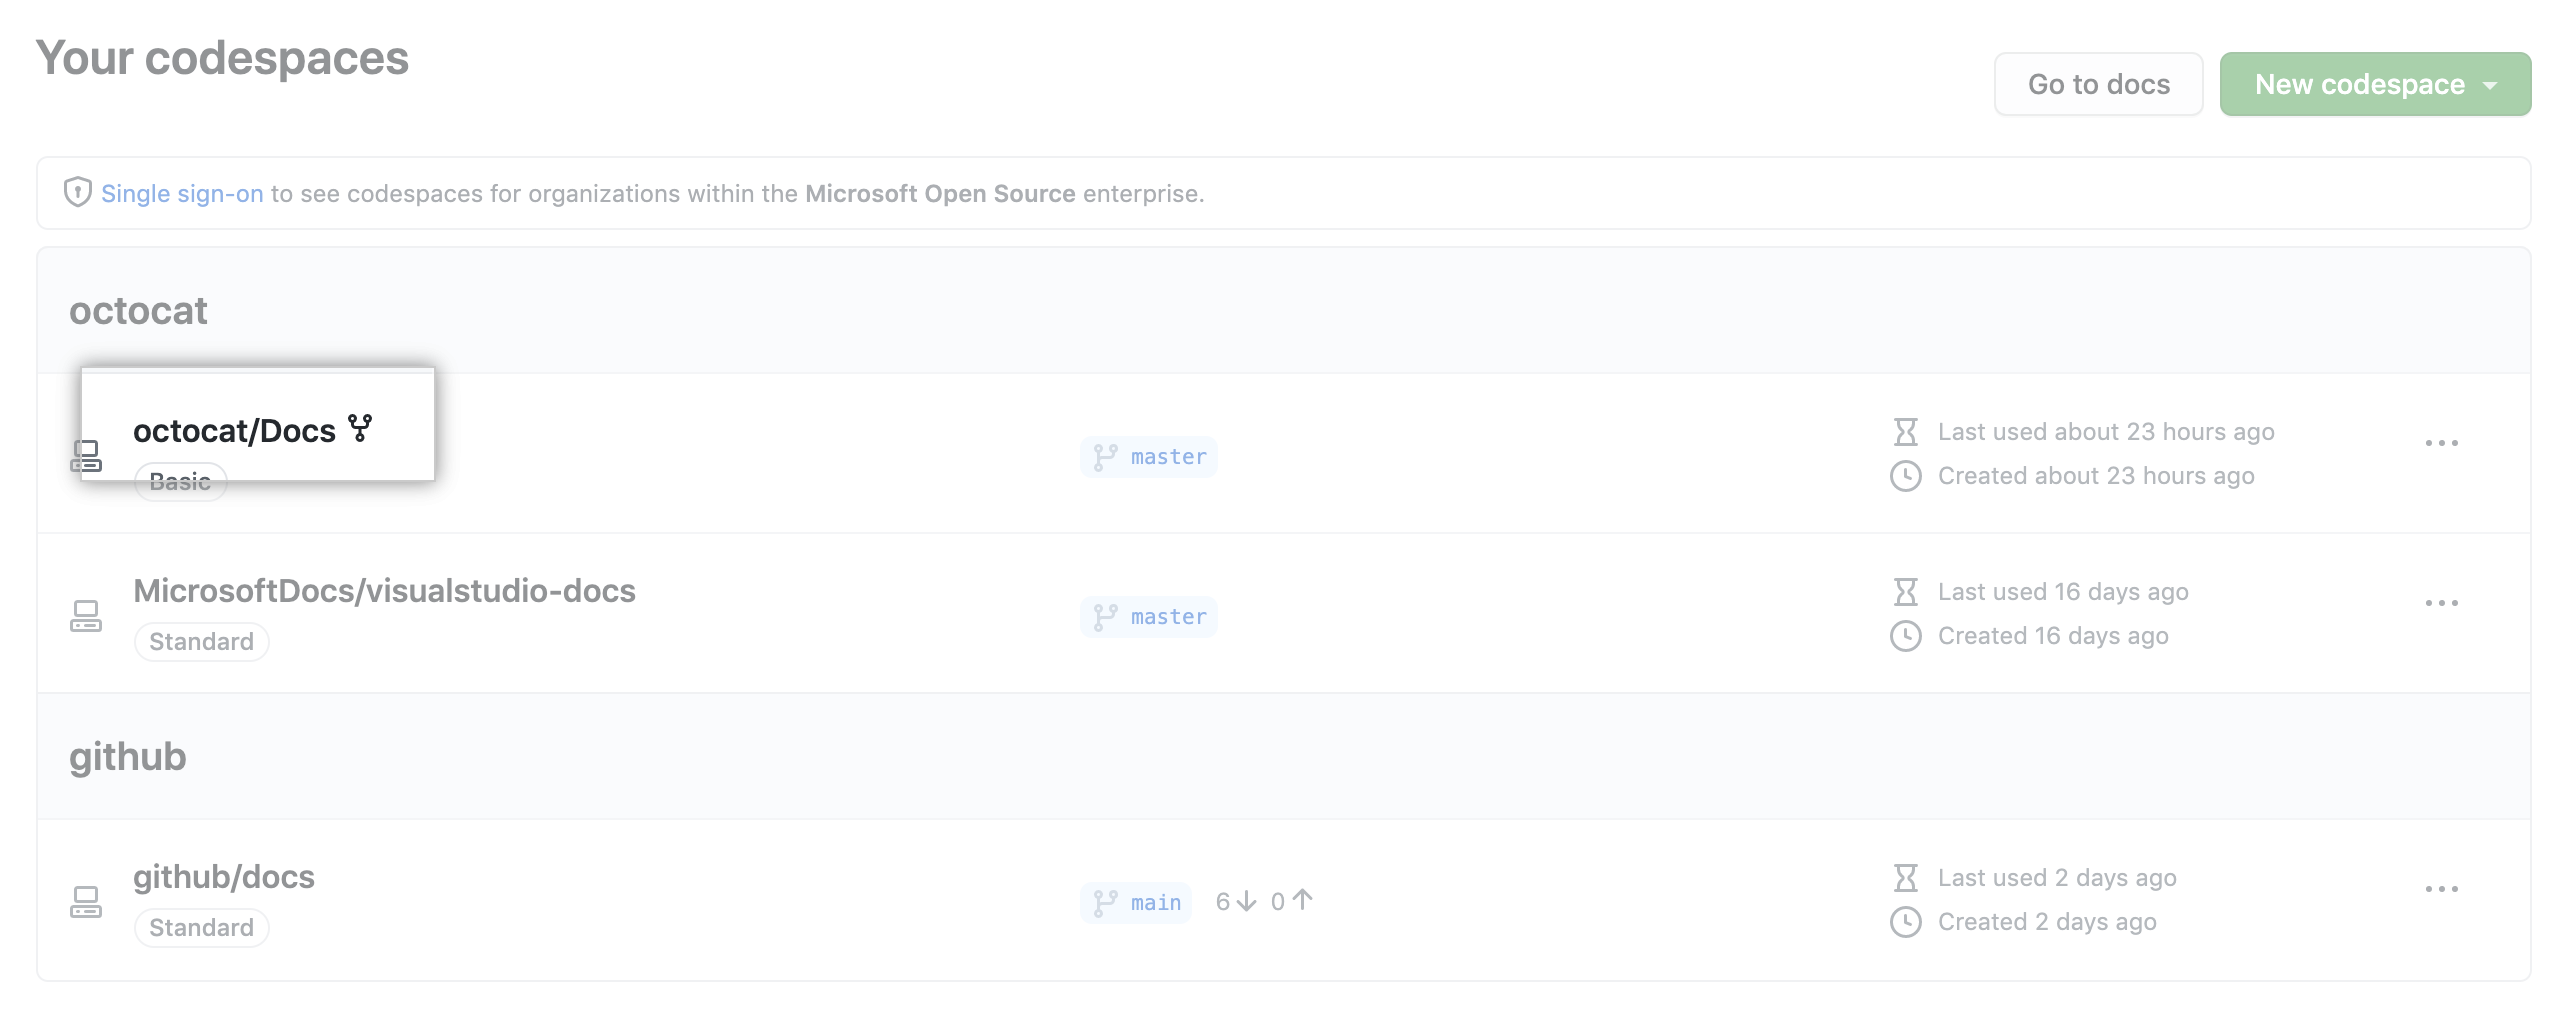 Your codespaces
Go to docs
New codespace
Single sign-on to see codespaces for organizations within the Microsoft Open Source enterprise.
octocat
octocat/Docs
Basic
master
Last used about 23 hours ago
Created about 23 hours ago
MicrosoftDocs/visualstudio-docs
Standard
master
Last used 16 days ago
Created 16 days ago
github
github/docs
Standard
main 6↓ 0↑
Last used 2 days ago
Created 2 days ago